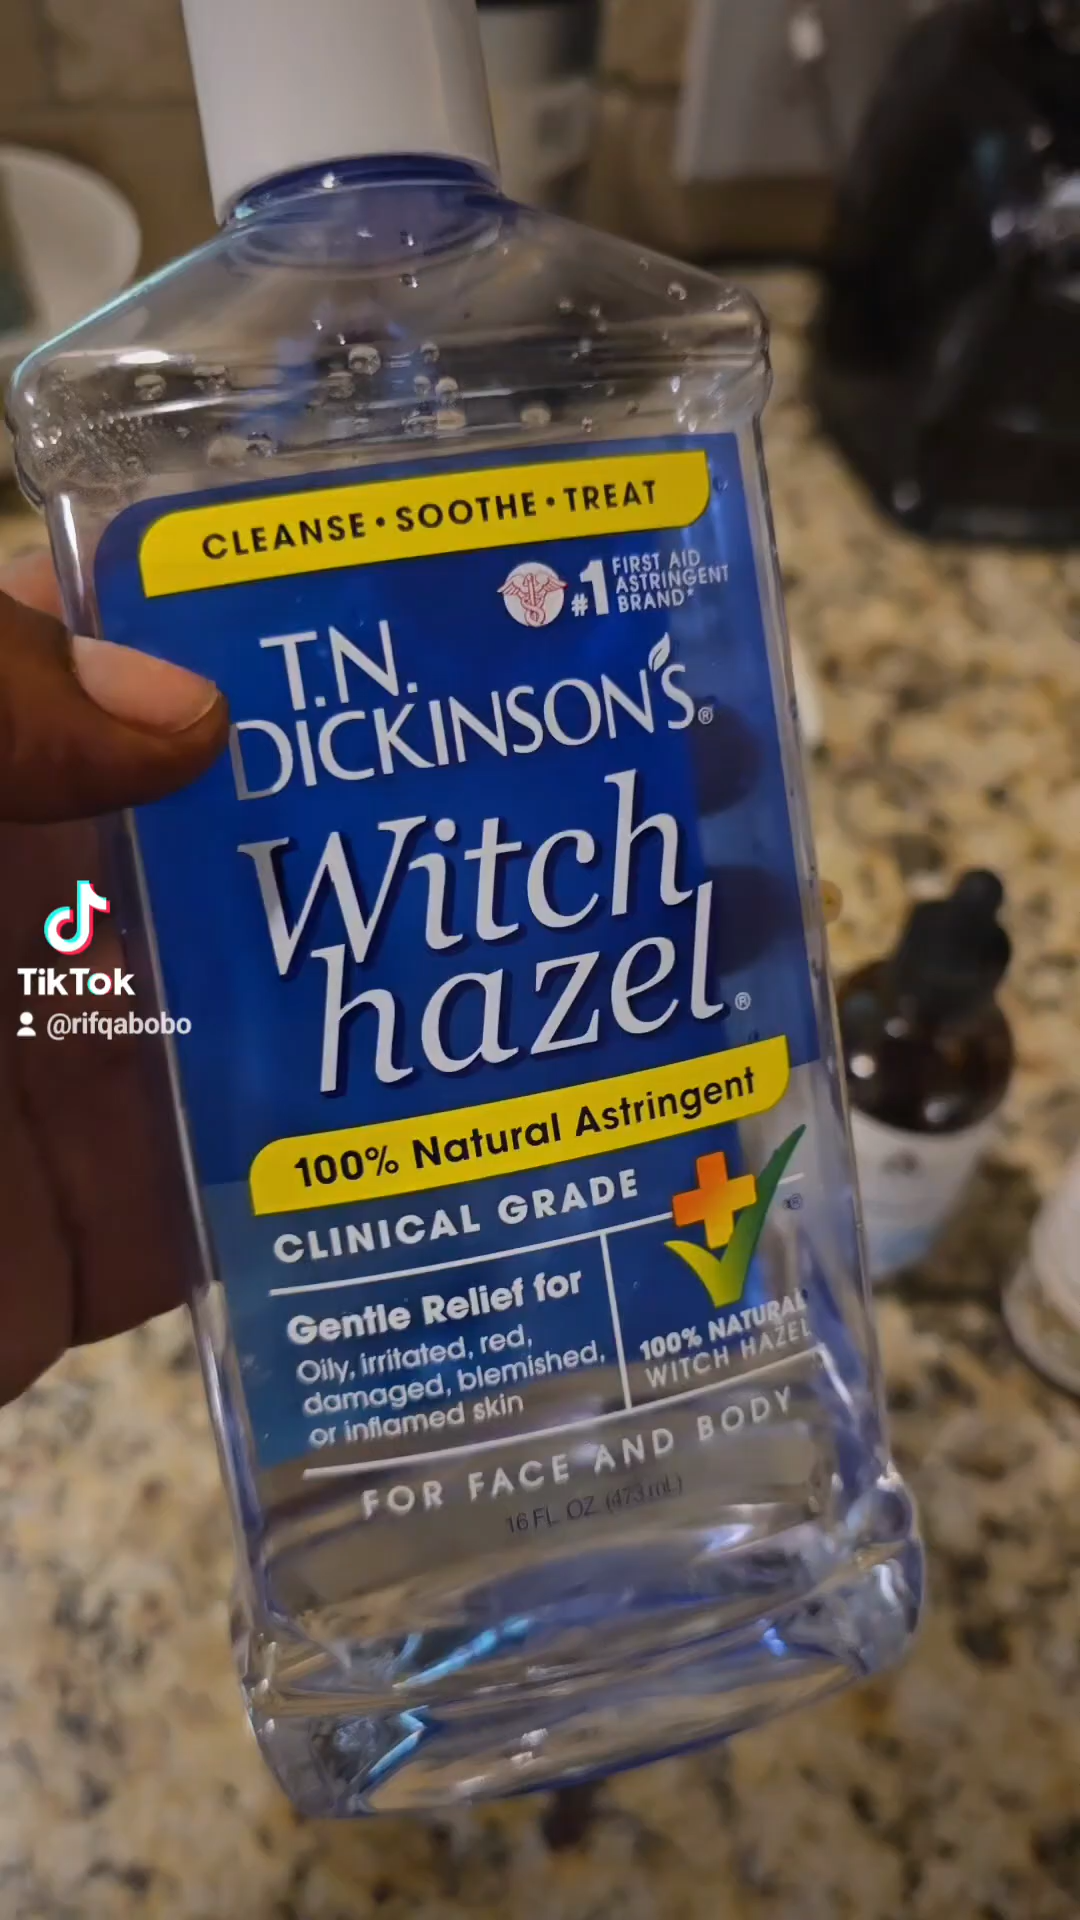 CLEANSE • SOOTHE • TREAT
#1 FIRST AID
ASTRINGENT
BRAND*
T.N.
DICKINSON'S®
Witch
hazel®
100% Natural Astringent
CLINICAL GRADE
Gentle Relief for
Oily, irritated, red,
damaged, blemished,
or inflamed skin
100% NATURAL
WITCH HAZEL
FOR FACE AND BODY
16 FL OZ (473 mL)
TikTok
@rifqabobo